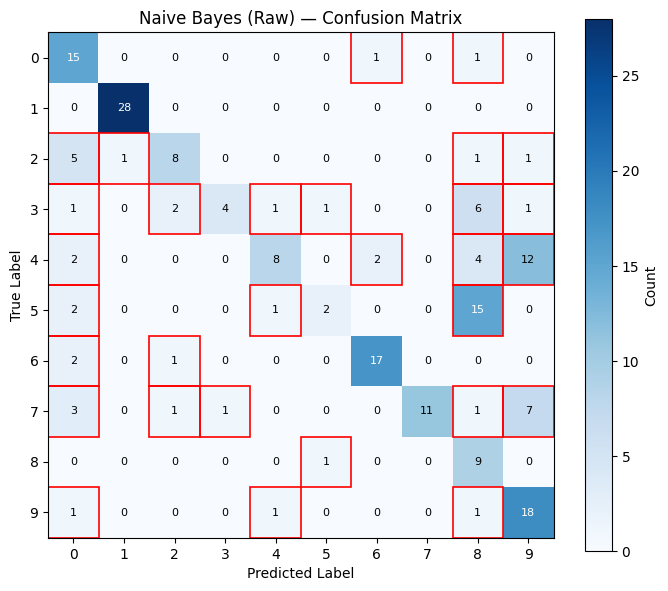 Naive Bayes (Raw) — Confusion Matrix
0 15 0 0 0 0 0 1 0 1 0
1 0 28 0 0 0 0 0 0 0 0
2 5 1 8 0 0 0 0 0 1 1
3 1 0 2 4 1 1 0 0 6 1
4 2 0 0 0 8 0 2 0 4 12
5 2 0 0 0 1 2 0 0 15 0
6 2 0 1 0 0 0 17 0 0 0
7 3 0 1 1 0 0 0 11 1 7
8 0 0 0 0 0 1 0 0 9 0
9 1 0 0 0 1 0 0 0 1 18
0 1 2 3 4 5 6 7 8 9
Predicted Label
True Label
25
20
15
10
5
0
Count